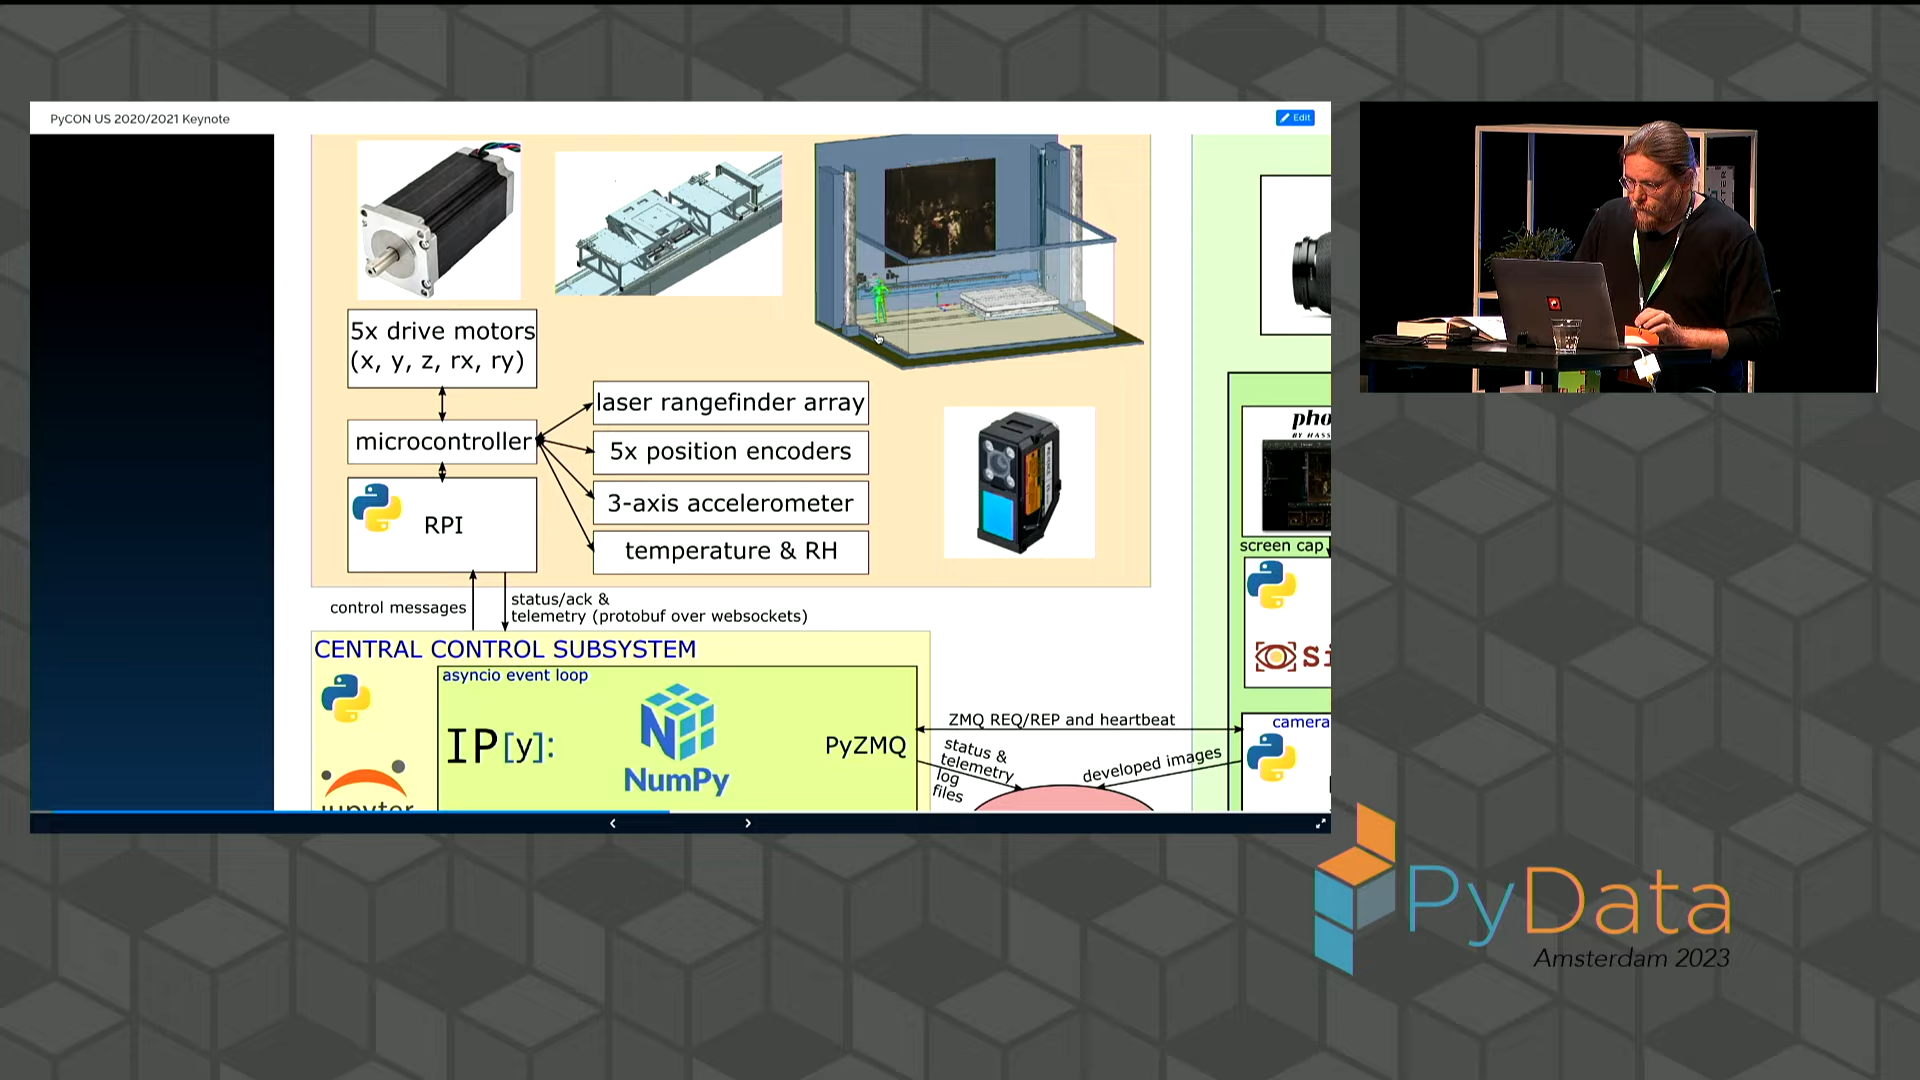 PyCON US 2020/2021 Keynote
Edit
5x drive motors
(x, y, z, rx, ry)
microcontroller
RPI
laser rangefinder array
5x position encoders
3-axis accelerometer
temperature & RH
control messages
status/ack &
telemetry (protobuf over websockets)
CENTRAL CONTROL SUBSYSTEM
asyncio event loop
IP[y]:
NumPy
PyZMQ
jupyter
ZMQ REQ/REP and heartbeat
status &
telemetry
log
files
developed images
pho
BY HASS
screen cap
Si
camera
PyData
Amsterdam 2023